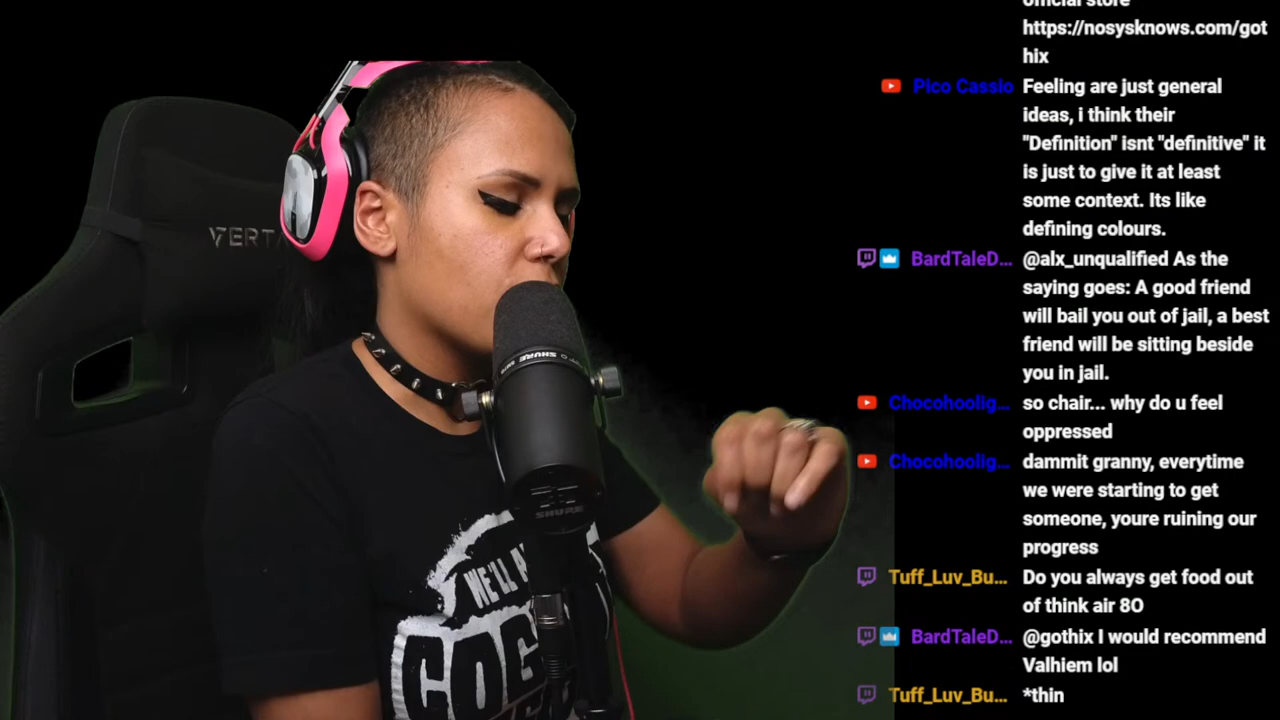 official store
https://nosysknows.com/got
hix
Pico Cassio Feeling are just general
ideas, i think their
"Definition" isnt "definitive" it
is just to give it at least
some context. Its like
defining colours.
BardTaleD... @alx_unqualified As the
saying goes: A good friend
will bail you out of jail, a best
friend will be sitting beside
you in jail.
Chocohoolig... so chair... why do u feel
oppressed
Chocohoolig... dammit granny, everytime
we were starting to get
someone, youre ruining our
progress
Tuff_Luv_Bu... Do you always get food out
of think air 8O
BardTaleD... @gothix I would recommend
Valhiem lol
Tuff_Luv_Bu... *thin
SHURE
SHURE
WE'LL